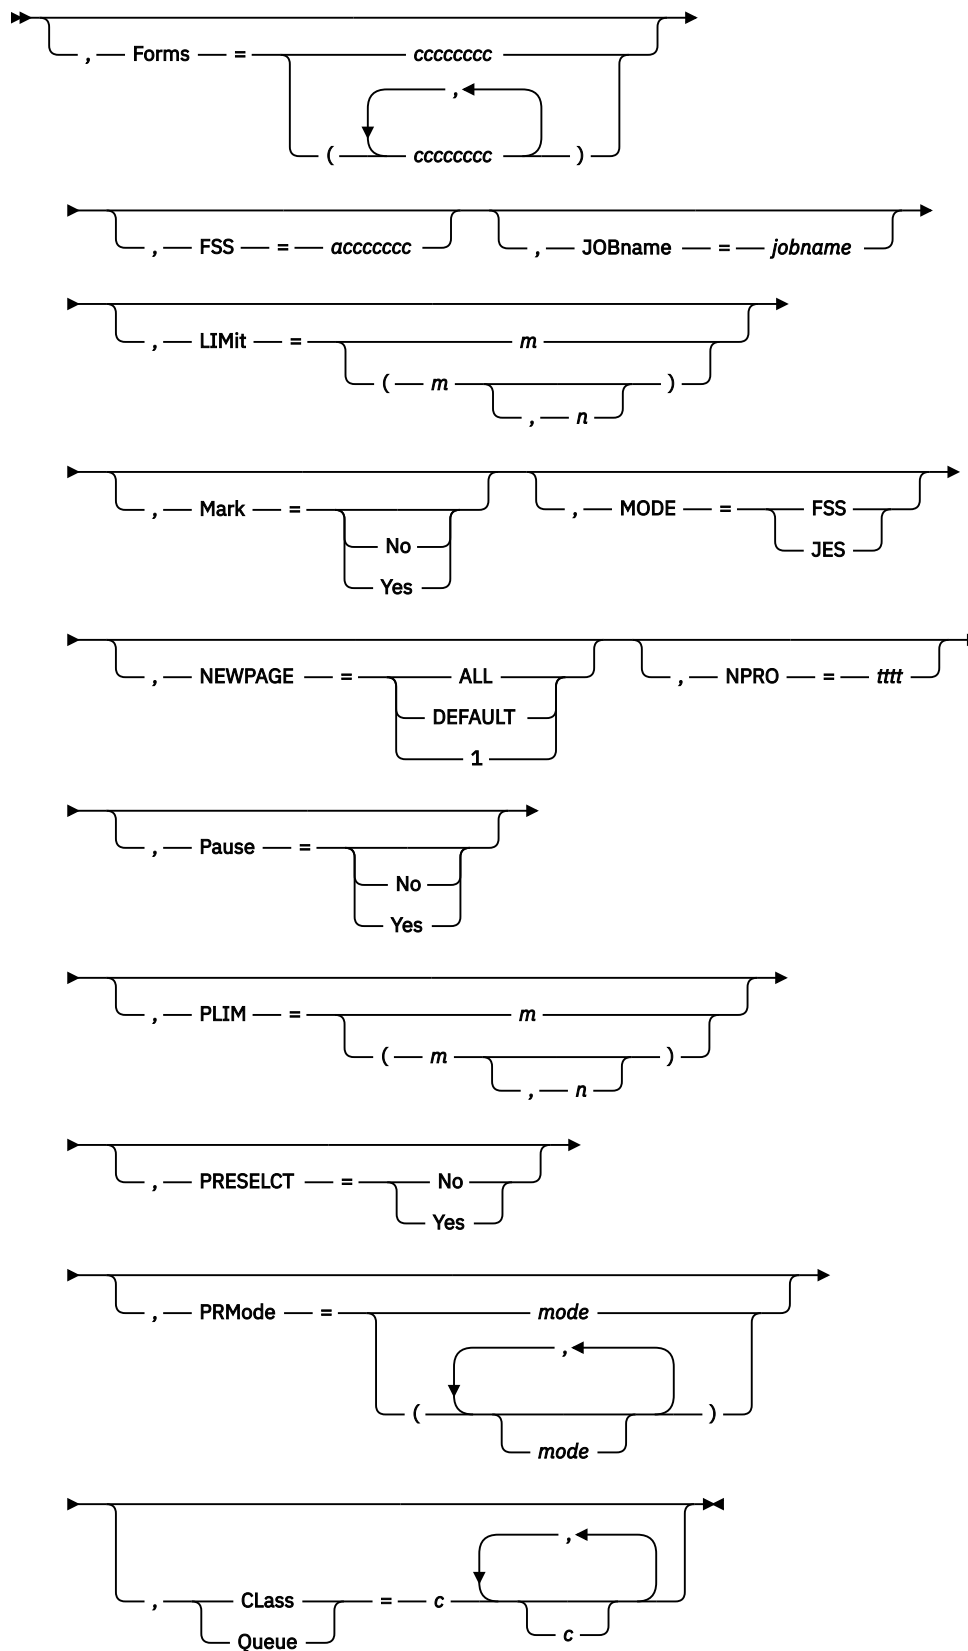 , Forms = cccccccc
,
( cccccccc )
, FSS = accccccc , JOBname = jobname
, LIMit = m
( m )
, n
, Mark = , MODE = FSS
No JES
Yes
, NEWPAGE = ALL , NPRO = tttt
DEFAULT
1
, Pause =
No
Yes
, PLIM = m
( m )
, n
, PRESELCT = No
Yes
, PRMode = mode
,
( )
mode
,
, CLass = c
Queue c